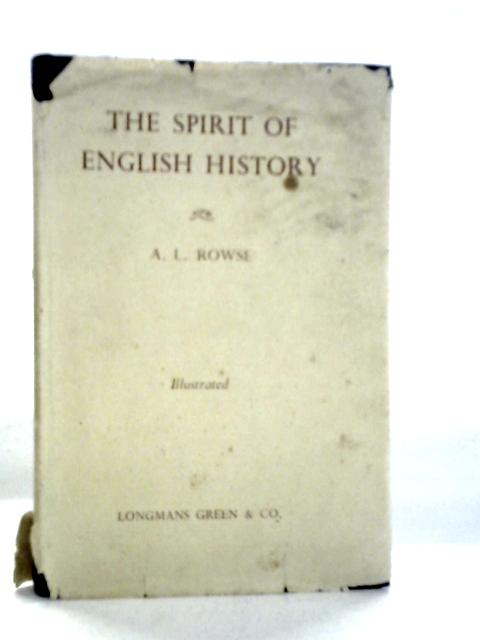 THE SPIRIT OF
ENGLISH HISTORY
A. L. ROWSE
Illustrated
LONGMANS GREEN & CO.